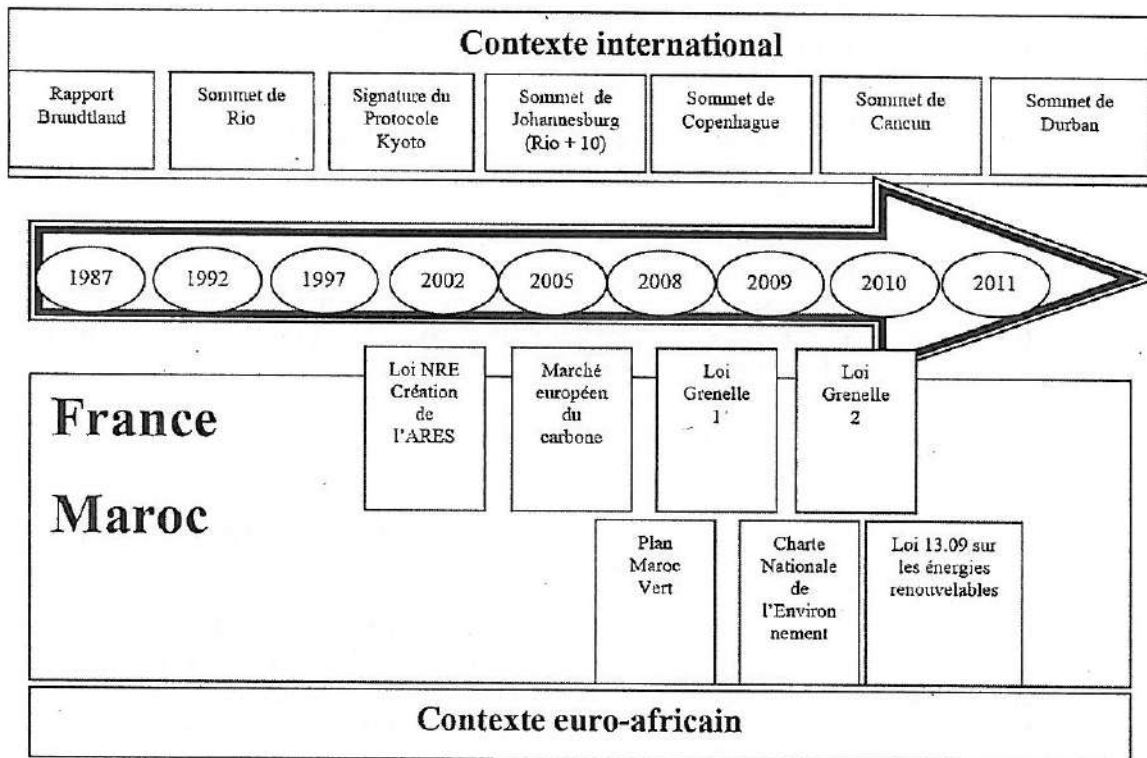 Contexte international
Rapport
Brundtland
Sommet de
Rio
Signature du
Protocole
Kyoto
Sommet de
Johannesburg
(Rio + 10)
Sommet de
Copenhague
Sommet de
Cancun
Sommet de
Durban
1987
1992
1997
2002
2005
2008
2009
2010
2011
France
Maroc
Loi NRE
Création
de
l'ARES
Marché
européen
du
carbone
Loi
Grenelle
1
Loi
Grenelle
2
Plan
Maroc
Vert
Charte
Nationale
de
l'Environ
nement
Loi 13.09 sur
les énergies
renouvelables
Contexte euro-africain